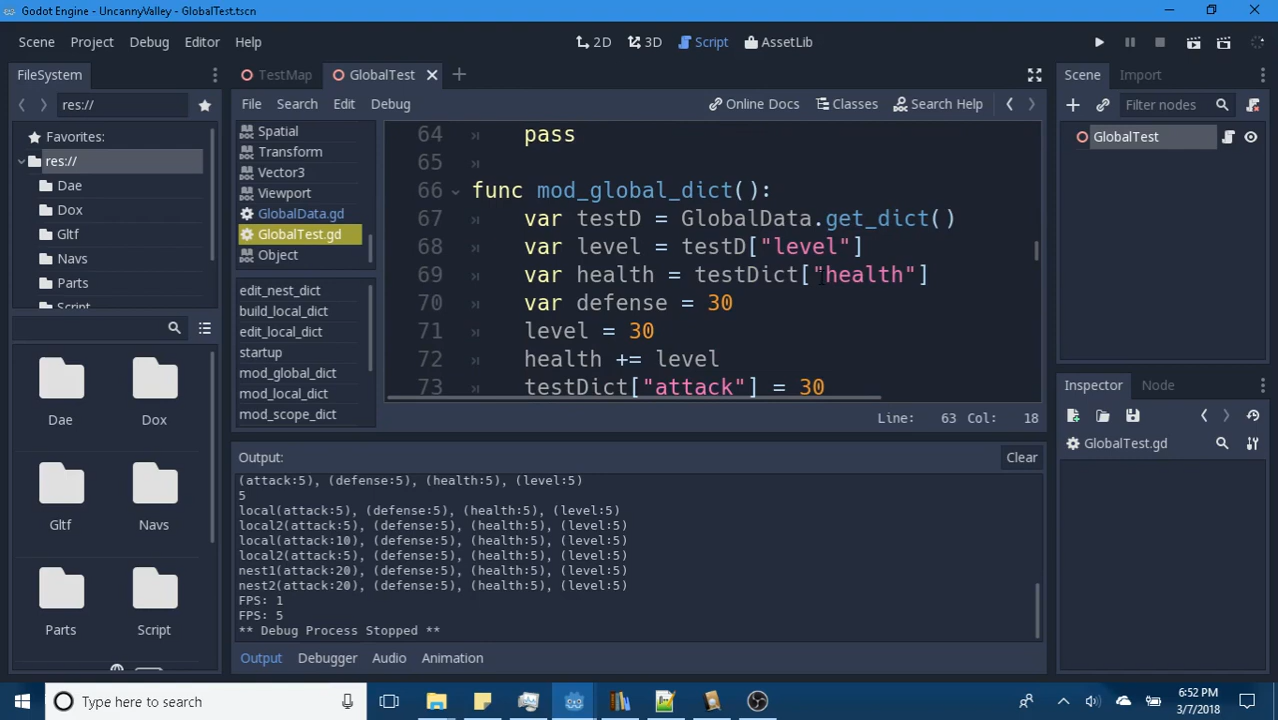 Godot Engine - UncannyValley - GlobalTest.tscn
Scene Project Debug Editor Help
2D 3D Script AssetLib
FileSystem
TestMap GlobalTest
Scene Import
res://
File Search Edit Debug
Online Docs Classes Search Help
Filter nodes
Favorites:
res://
Dae
Dox
Gltf
Navs
Parts
Script
Spatial
Transform
Vector3
Viewport
GlobalData.gd
GlobalTest.gd
Object
edit_nest_dict
build_local_dict
edit_local_dict
startup
mod_global_dict
mod_local_dict
mod_scope_dict
64 pass
65
66 func mod_global_dict():
67 var testD = GlobalData.get_dict()
68 var level = testD["level"]
69 var health = testDict["health"]
70 var defense = 30
71 level = 30
72 health += level
73 testDict["attack"] = 30
Line: 63 Col: 18
GlobalTest
Inspector Node
GlobalTest.gd
Dae Dox
Gltf Navs
Parts Script
Output:
Clear
(attack:5), (defense:5), (health:5), (level:5)
5
local(attack:5), (defense:5), (health:5), (level:5)
local2(attack:5), (defense:5), (health:5), (level:5)
local(attack:10), (defense:5), (health:5), (level:5)
local2(attack:5), (defense:5), (health:5), (level:5)
nest1(attack:20), (defense:5), (health:5), (level:5)
nest2(attack:20), (defense:5), (health:5), (level:5)
FPS: 1
FPS: 5
** Debug Process Stopped **
Output Debugger Audio Animation
Type here to search
6:52 PM
3/7/2018